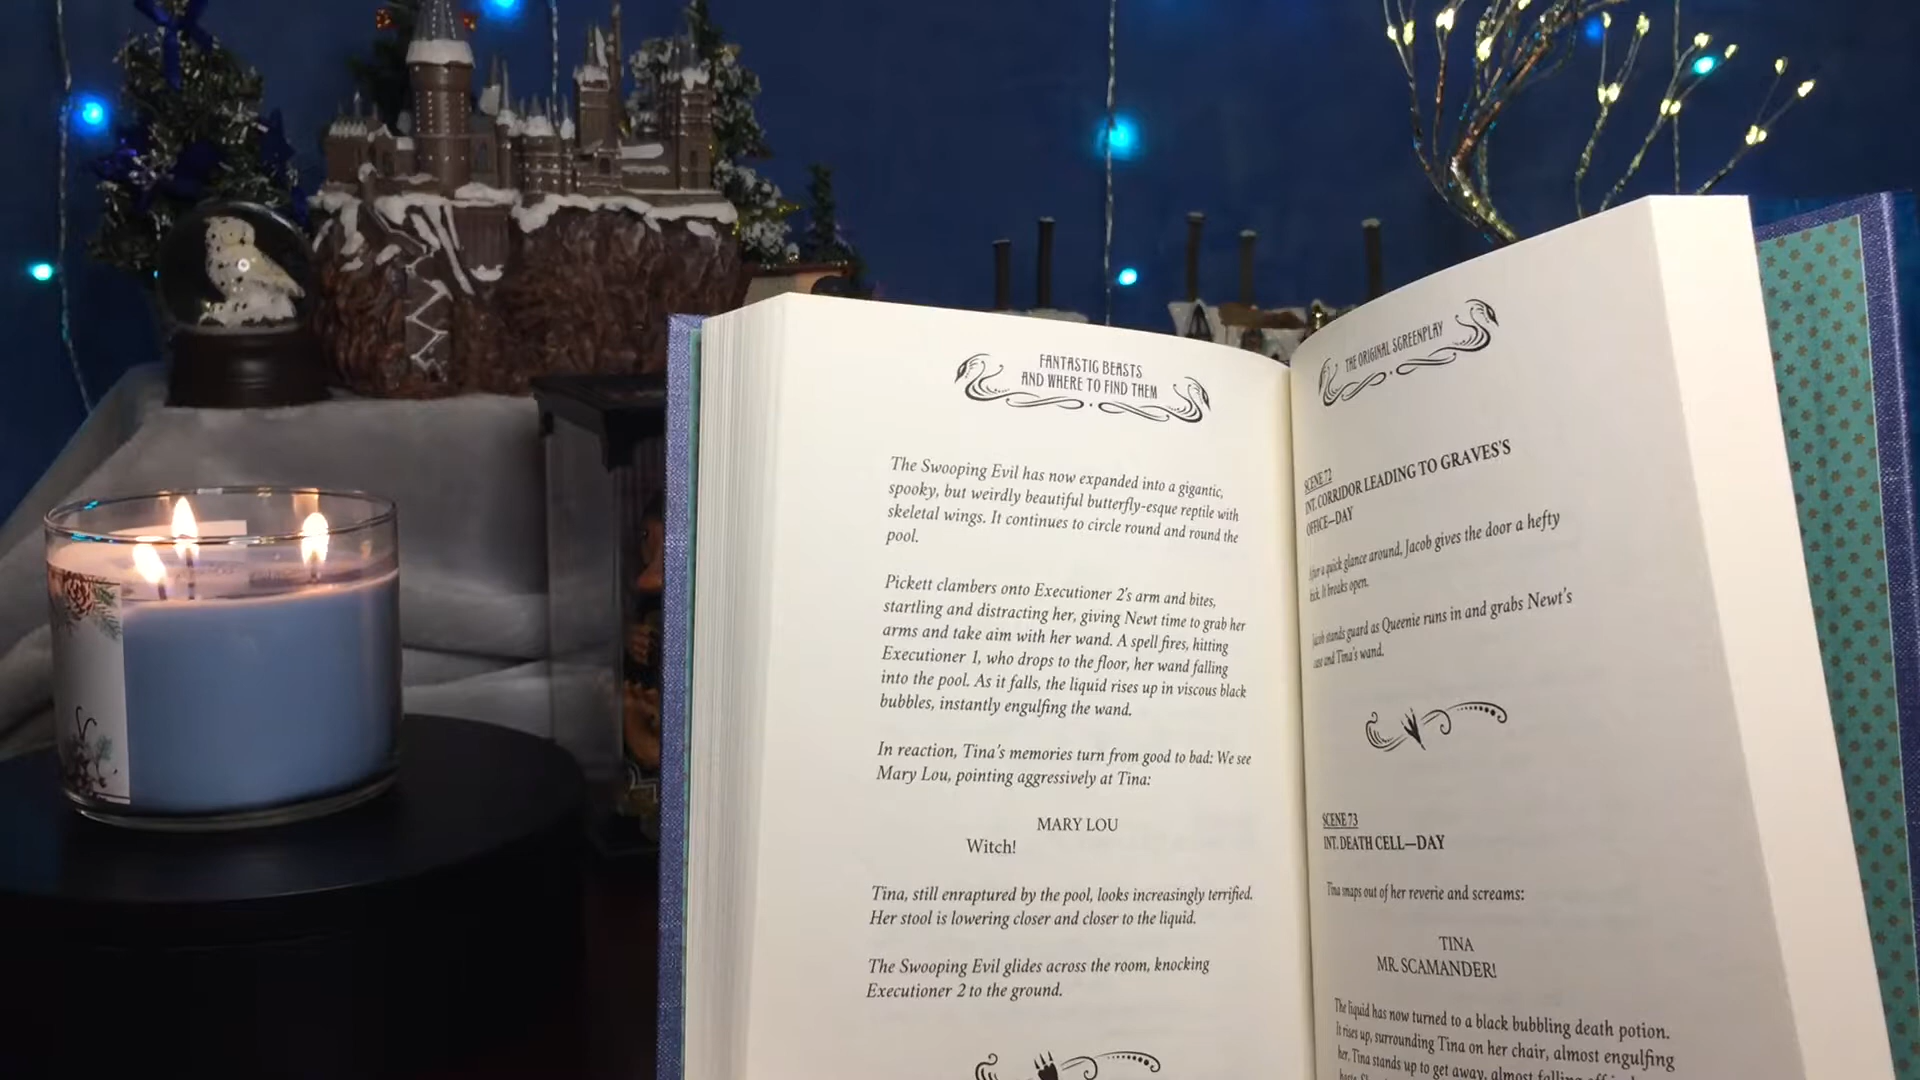 FANTASTIC BEASTS
AND WHERE TO FIND THEM
The Swooping Evil has now expanded into a gigantic,
spooky, but weirdly beautiful butterfly-esque reptile with
skeletal wings. It continues to circle round and round the
pool.
Pickett clambers onto Executioner 2's arm and bites,
startling and distracting her, giving Newt time to grab her
arms and take aim with her wand. A spell fires, hitting
Executioner 1, who drops to the floor, her wand falling
into the pool. As it falls, the liquid rises up in viscous black
bubbles, instantly engulfing the wand.
In reaction, Tina's memories turn from good to bad: We see
Mary Lou, pointing aggressively at Tina:
MARY LOU
Witch!
Tina, still enraptured by the pool, looks increasingly terrified.
Her stool is lowering closer and closer to the liquid.
The Swooping Evil glides across the room, knocking
Executioner 2 to the ground.
THE ORIGINAL SCREENPLAY
SCENE 72
INT. CORRIDOR LEADING TO GRAVES'S
OFFICE—DAY
After a quick glance around, Jacob gives the door a hefty
kick. It breaks open.
Jacob stands guard as Queenie runs in and grabs Newt's
case and Tina's wand.
SCENE 73
INT. DEATH CELL—DAY
Tina snaps out of her reverie and screams:
TINA
MR. SCAMANDER!
The liquid has now turned to a black bubbling death potion.
It rises up, surrounding Tina on her chair, almost engulfing
her. Tina stands up to get away, almost falling off in